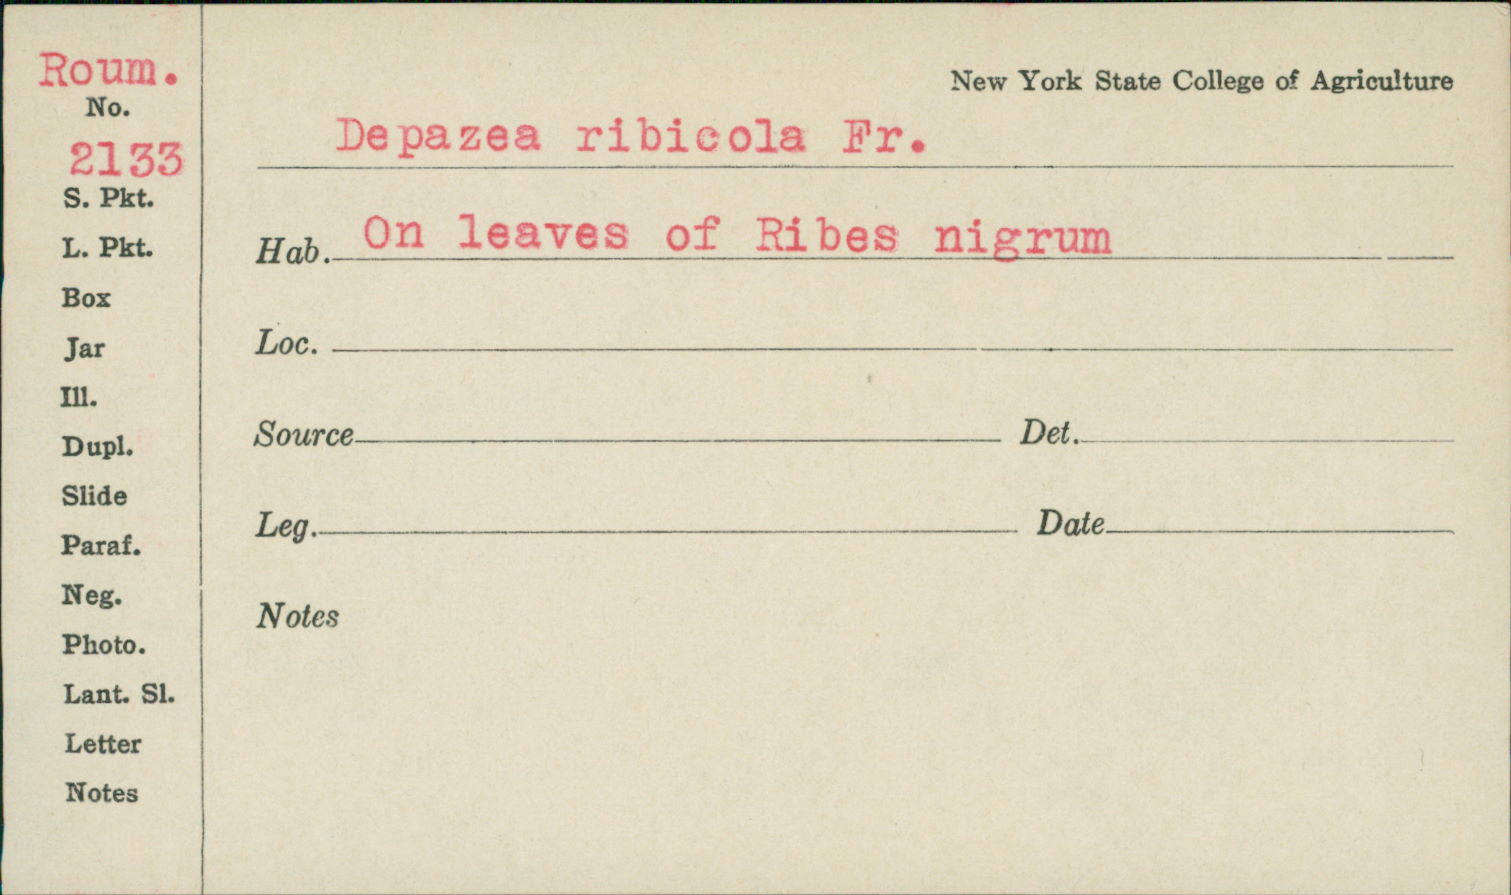 Roum.
No.
2133
S. Pkt.
L. Pkt.
Box
Jar
Ill.
Dupl.
Slide
Paraf.
Neg.
Photo.
Lant. Sl.
Letter
Notes
New York State College of Agriculture
Depazea ribicola Fr.
Hab. On leaves of Ribes nigrum
Loc.
Source Det.
Leg. Date
Notes